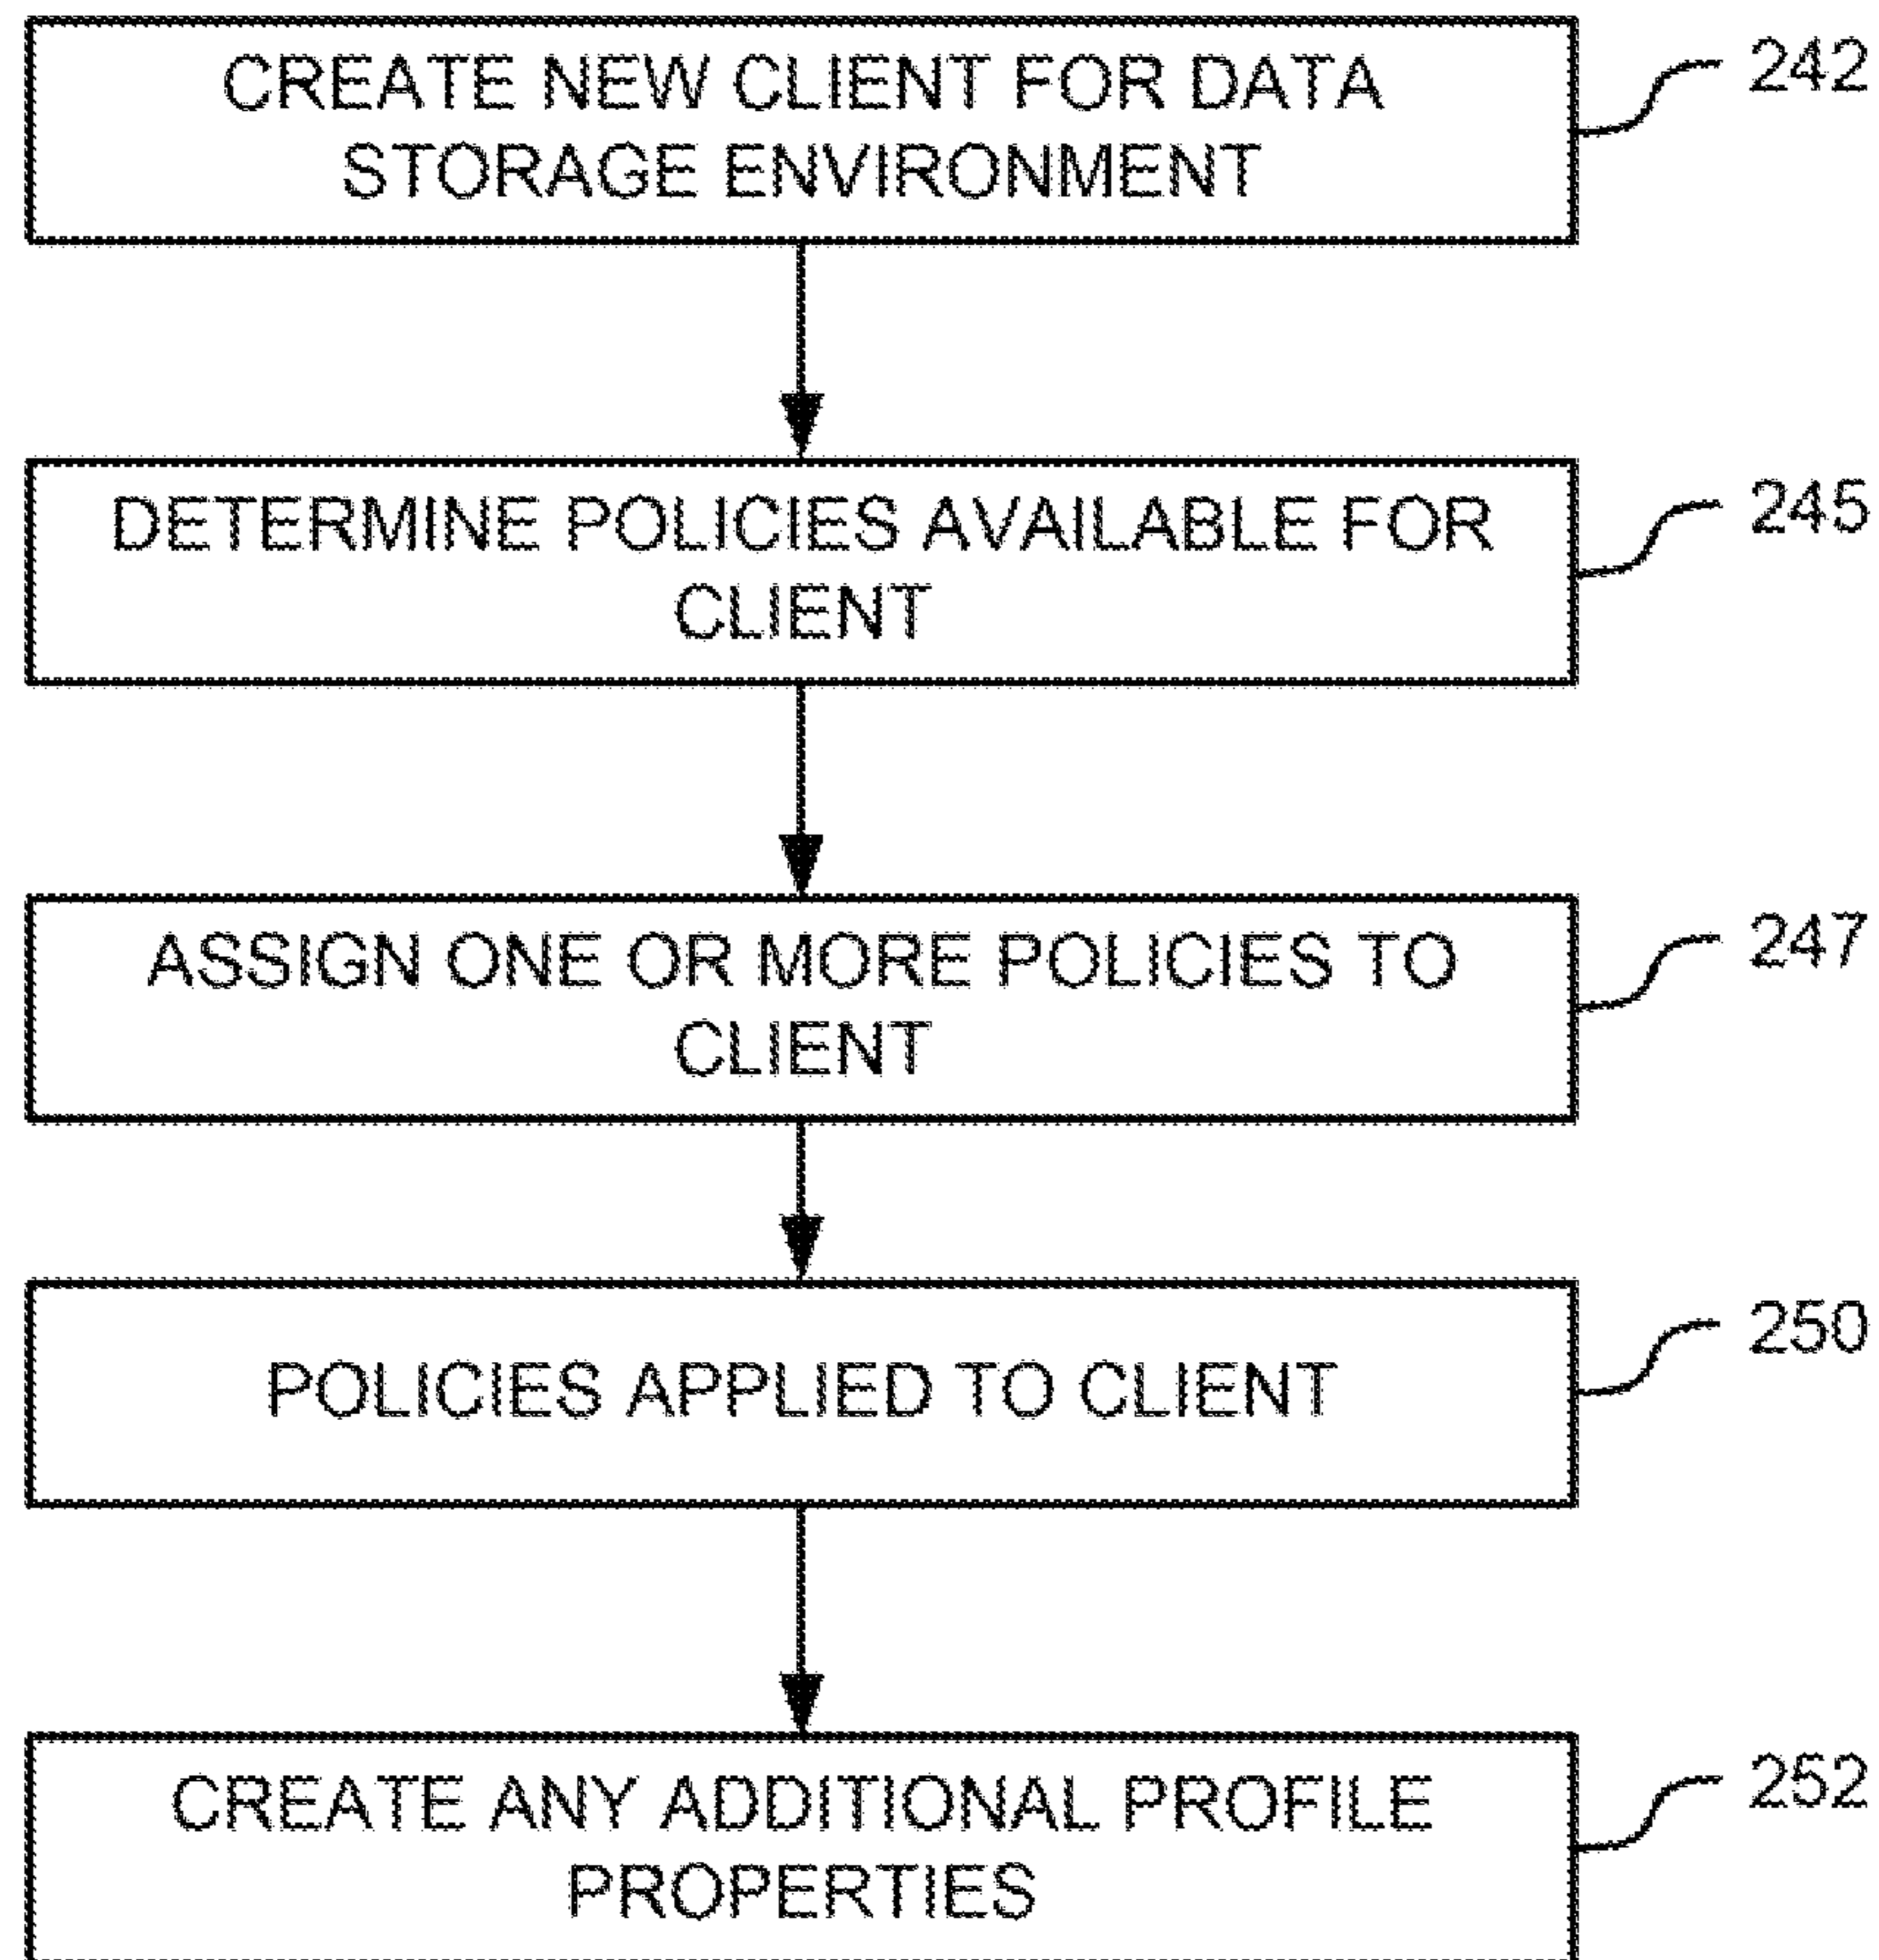 CREATE NEW CLIENT FOR DATA
STORAGE ENVIRONMENT
242
DETERMINE POLICIES AVAILABLE FOR
CLIENT
245
ASSIGN ONE OR MORE POLICIES TO
CLIENT
247
POLICIES APPLIED TO CLIENT
250
CREATE ANY ADDITIONAL PROFILE
PROPERTIES
252